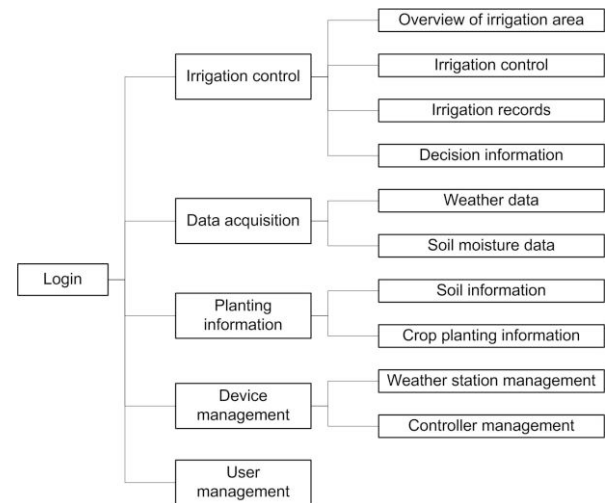 Login
Irrigation control
Overview of irrigation area
Irrigation control
Irrigation records
Decision information
Data acquisition
Weather data
Soil moisture data
Planting
information
Soil information
Crop planting information
Device
management
Weather station management
Controller management
User
management